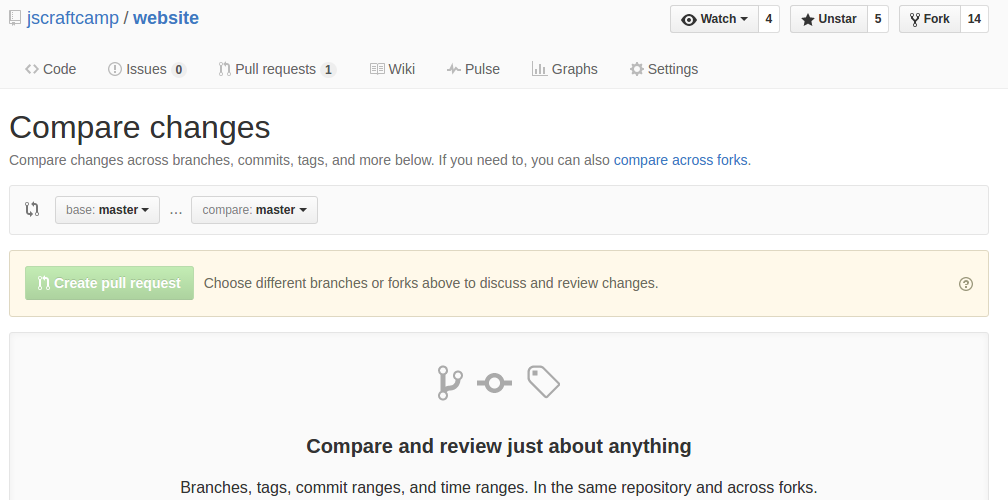 jscraftcamp / website Watch 4 Unstar 5 Fork 14
Code Issues 0 Pull requests 1 Wiki Pulse Graphs Settings
Compare changes
Compare changes across branches, commits, tags, and more below. If you need to, you can also compare across forks.
base: master ... compare: master
Create pull request Choose different branches or forks above to discuss and review changes.
Compare and review just about anything
Branches, tags, commit ranges, and time ranges. In the same repository and across forks.